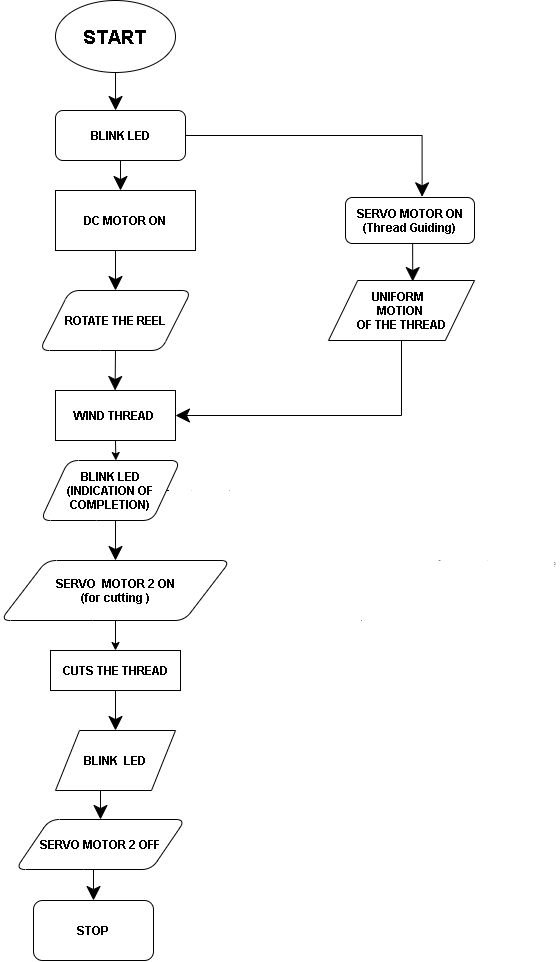 START
BLINK LED
DC MOTOR ON
SERVO MOTOR ON
(Thread Guiding)
ROTATE THE REEL
UNIFORM
MOTION
OF THE THREAD
WIND THREAD
BLINK LED
(INDICATION OF
COMPLETION)
SERVO MOTOR 2 ON
(for cutting )
CUTS THE THREAD
BLINK LED
SERVO MOTOR 2 OFF
STOP